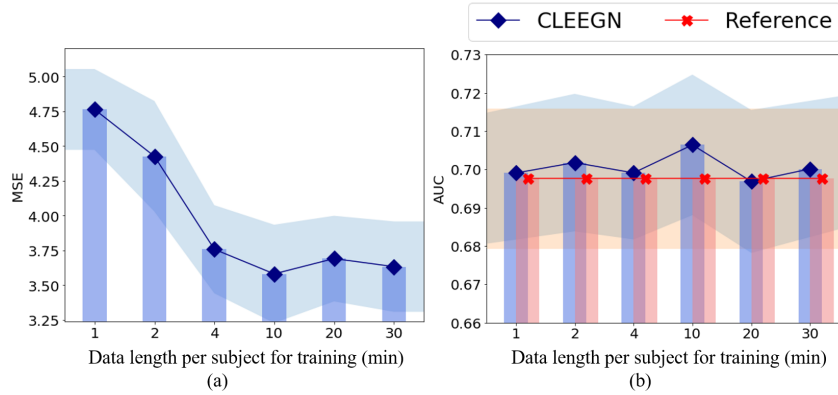 CLEEGN Reference
5.00
4.75
4.50
4.25
4.00
3.75
3.50
3.25
MSE
1 2 4 10 20 30
Data length per subject for training (min)
(a)
0.73
0.72
0.71
0.70
0.69
0.68
0.67
0.66
AUC
1 2 4 10 20 30
Data length per subject for training (min)
(b)